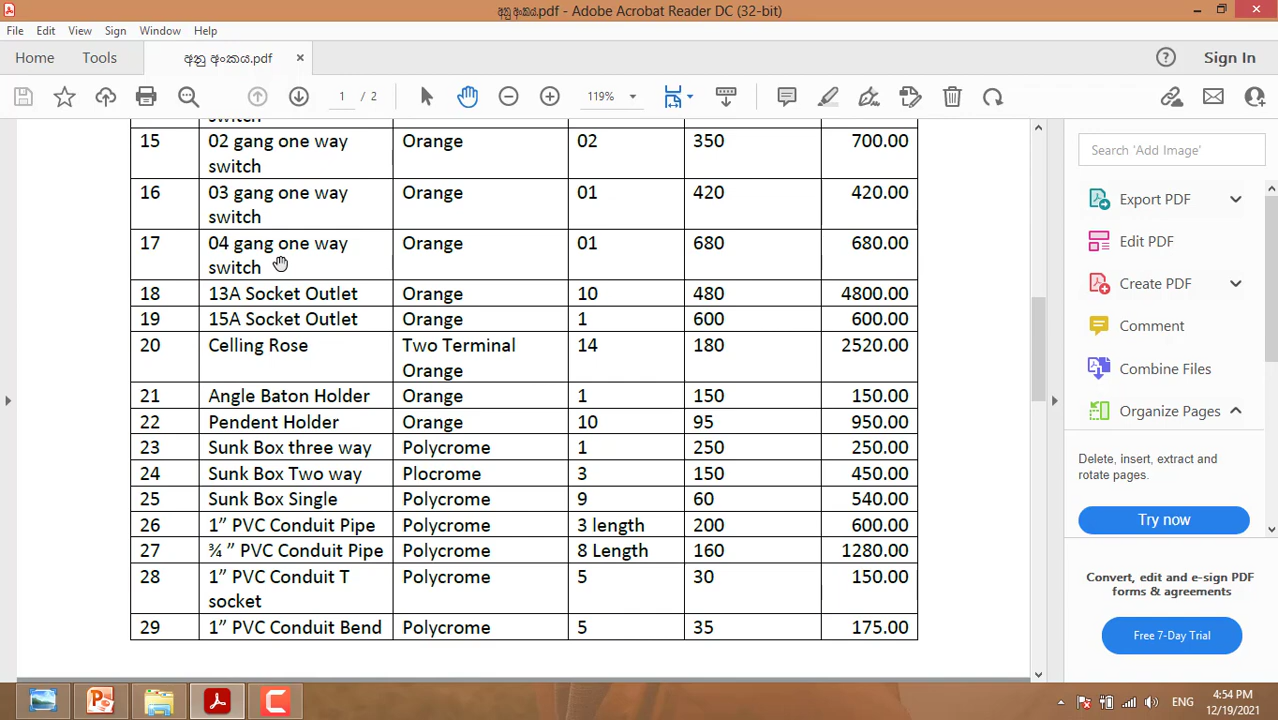 අනු අංකය.pdf - Adobe Acrobat Reader DC (32-bit)
File Edit View Sign Window Help
Home Tools අනු අංකය.pdf × Sign In
1 / 2 119%
switch
15 02 gang one way switch Orange 02 350 700.00
16 03 gang one way switch Orange 01 420 420.00
17 04 gang one way switch Orange 01 680 680.00
18 13A Socket Outlet Orange 10 480 4800.00
19 15A Socket Outlet Orange 1 600 600.00
20 Celling Rose Two Terminal Orange 14 180 2520.00
21 Angle Baton Holder Orange 1 150 150.00
22 Pendent Holder Orange 10 95 950.00
23 Sunk Box three way Polycrome 1 250 250.00
24 Sunk Box Two way Plocrome 3 150 450.00
25 Sunk Box Single Polycrome 9 60 540.00
26 1” PVC Conduit Pipe Polycrome 3 length 200 600.00
27 ¾ ” PVC Conduit Pipe Polycrome 8 Length 160 1280.00
28 1” PVC Conduit T socket Polycrome 5 30 150.00
29 1” PVC Conduit Bend Polycrome 5 35 175.00
Search 'Add Image'
Export PDF
Edit PDF
Create PDF
Comment
Combine Files
Organize Pages
Delete, insert, extract and
rotate pages.
Try now
Convert, edit and e-sign PDF
forms & agreements
Free 7-Day Trial
ENG
4:54 PM
12/19/2021